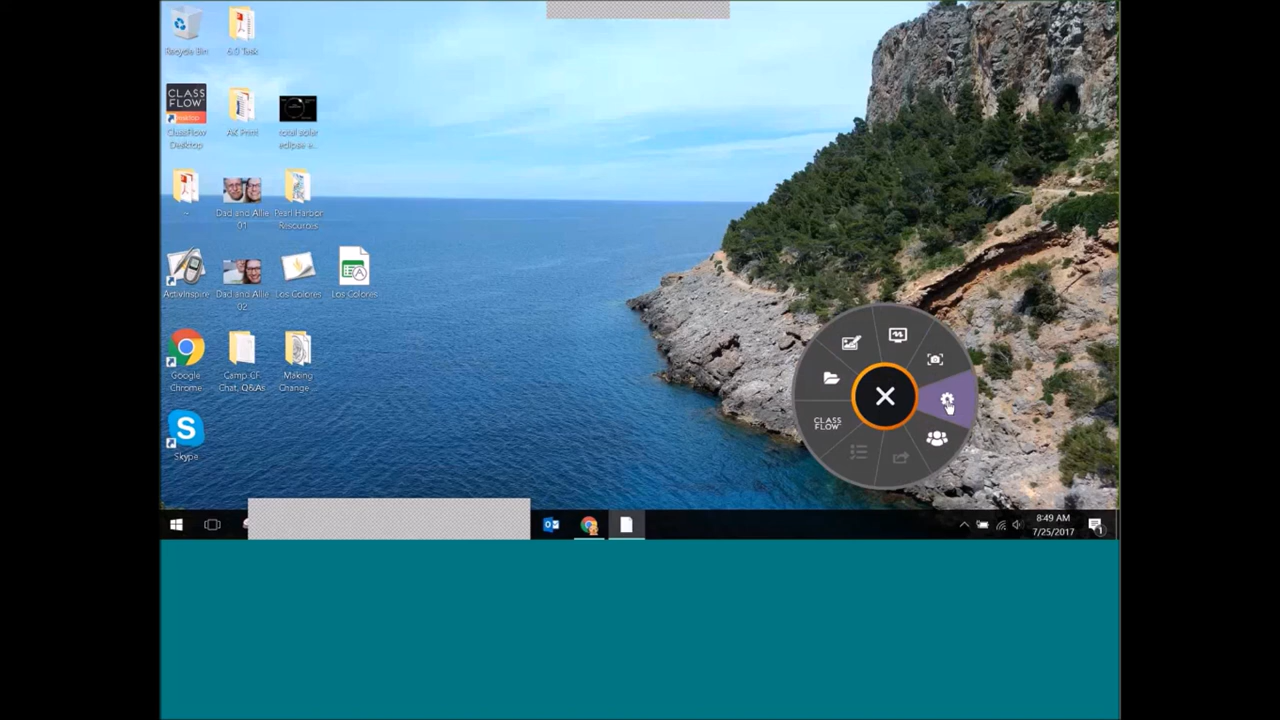 Recycle Bin
6.0 Task
CLASS
FLOW
Desktop
ClassFlow
Desktop
AK Print
total solar
eclipse e...
~
Dad and Allie
01
Pearl Harbor
Resources
ActivInspire
Dad and Allie
02
Los Colores
Los Colores
Google
Chrome
Camp CF
Chat, Q&As
Making
Change
Skype
CLASS
FLOW
8:49 AM
7/25/2017
1